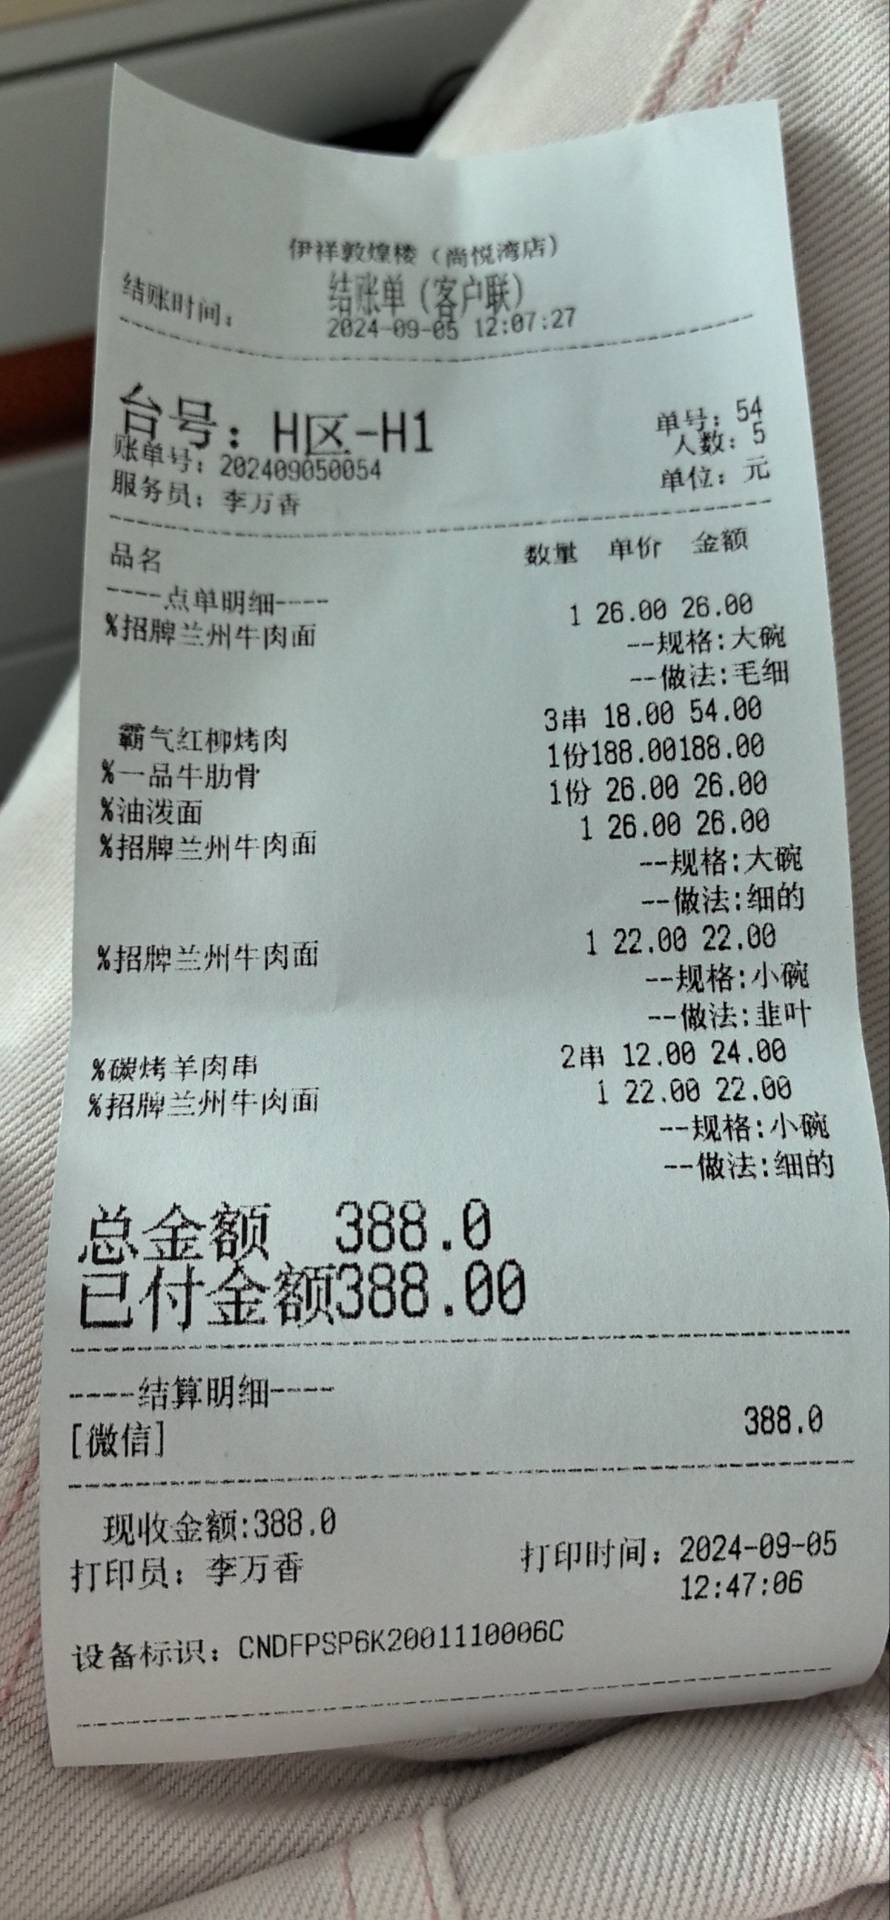 伊祥敦煌楼（尚悦湾店）
结账单（客户联）
结账时间： 2024-09-05 12:07:27
台号：H区-H1 单号：54
人数：5
账单号：202409050054
服务员：李万香 单位：元
品名 数量 单价 金额
----点单明细----
%招牌兰州牛肉面 1 26.00 26.00
--规格:大碗
--做法:毛细
霸气红柳烤肉 3串 18.00 54.00
%一品牛肋骨 1份188.00188.00
%油泼面 1份 26.00 26.00
%招牌兰州牛肉面 1 26.00 26.00
--规格:大碗
--做法:细的
%招牌兰州牛肉面 1 22.00 22.00
--规格:小碗
--做法:韭叶
%碳烤羊肉串 2串 12.00 24.00
%招牌兰州牛肉面 1 22.00 22.00
--规格:小碗
--做法:细的
总金额 388.0
已付金额388.00
----结算明细----
[微信] 388.0
现收金额:388.0
打印员：李万香 打印时间：2024-09-05
12:47:06
设备标识：CNDFPSP6K2001110006C